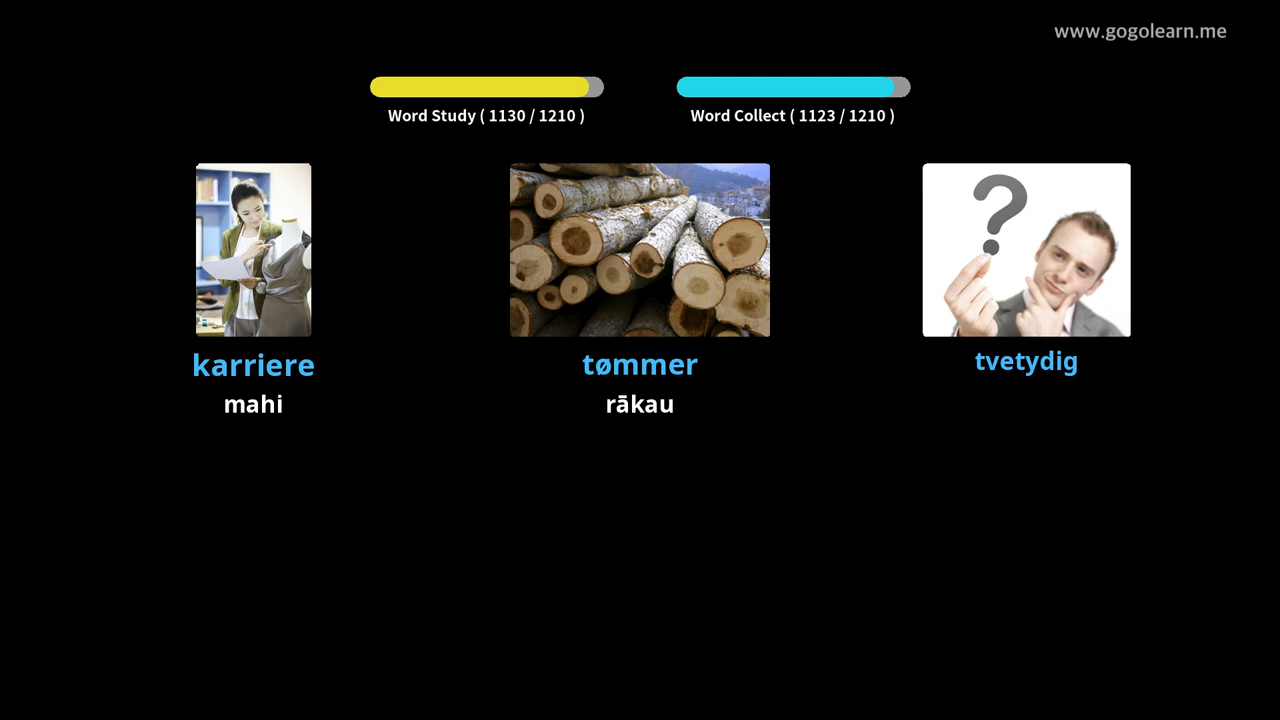 www.gogolearn.me
Word Study ( 1130 / 1210 )
Word Collect ( 1123 / 1210 )
karriere
mahi
tømmer
rākau
tvetydig